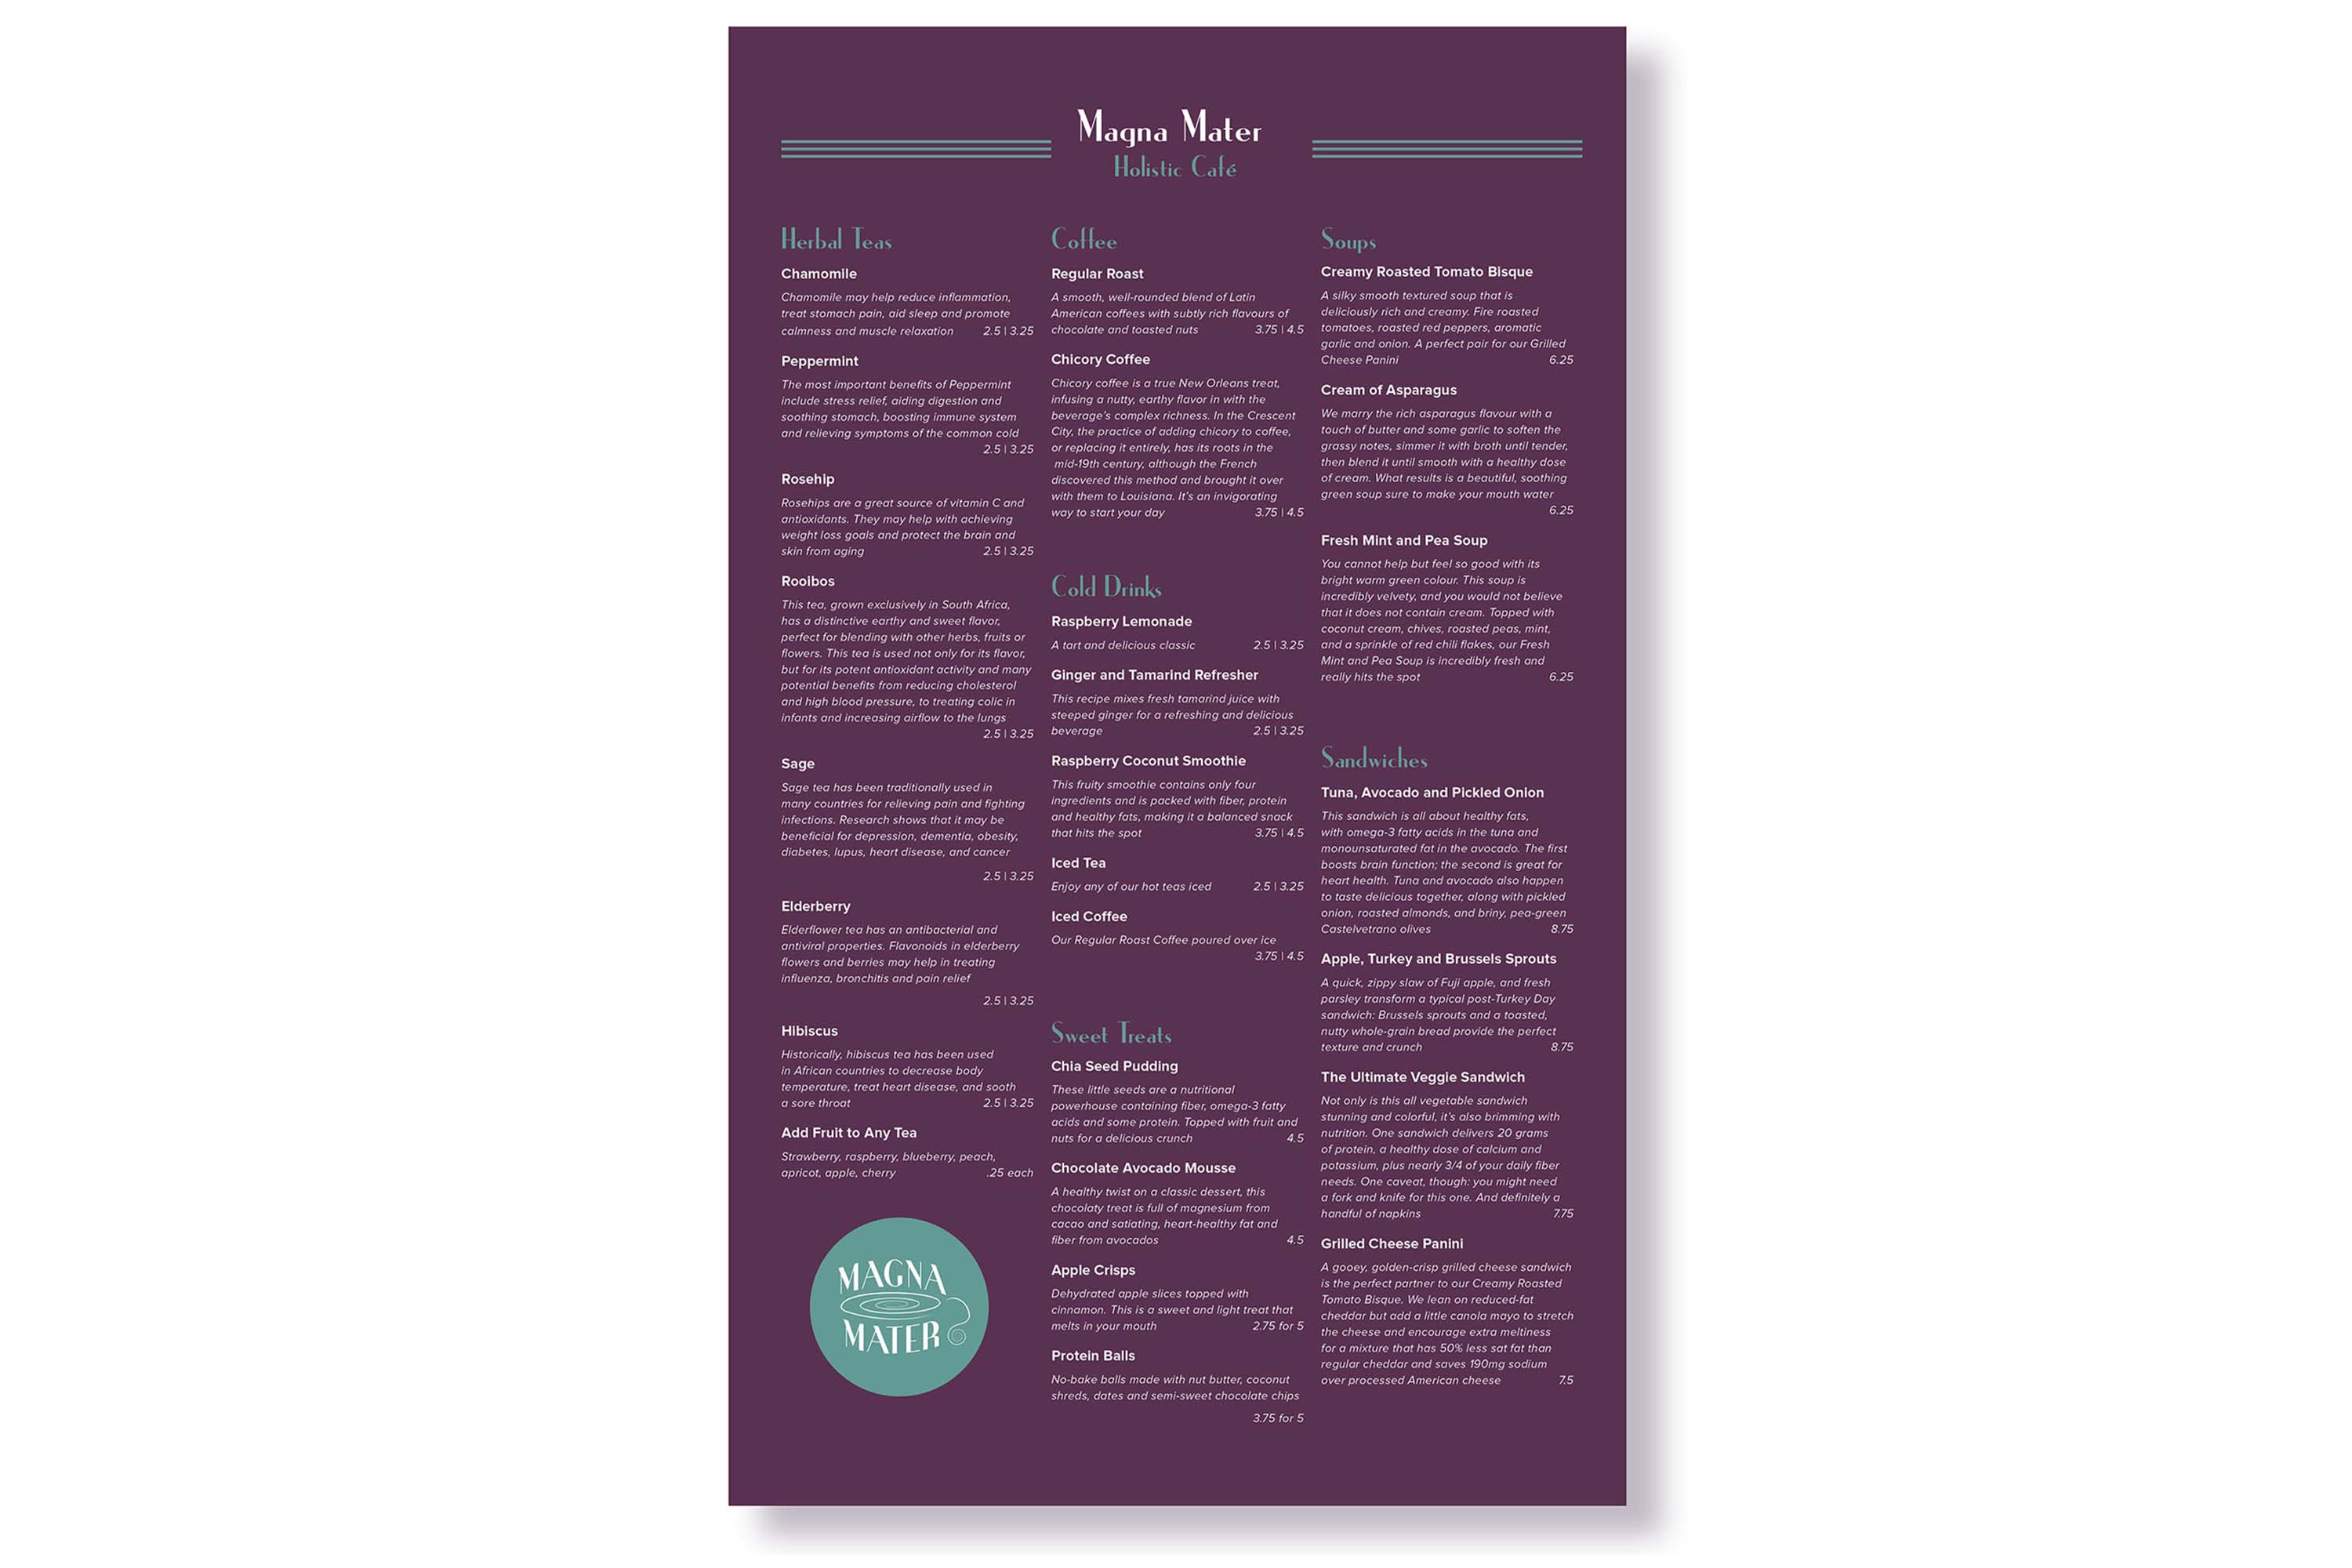 Magna Mater
Holistic Café
Herbal Teas
Chamomile
Chamomile may help reduce inflammation,
treat stomach pain, aid sleep and promote
calmness and muscle relaxation 2.5 | 3.25
Peppermint
The most important benefits of Peppermint
include stress relief, aiding digestion and
soothing stomach, boosting immune system
and relieving symptoms of the common cold
2.5 | 3.25
Rosehip
Rosehips are a great source of vitamin C and
antioxidants. They may help with achieving
weight loss goals and protect the brain and
skin from aging 2.5 | 3.25
Rooibos
This tea, grown exclusively in South Africa,
has a distinctive earthy and sweet flavor,
perfect for blending with other herbs, fruits or
flowers. This tea is used not only for its flavor,
but for its potent antioxidant activity and many
potential benefits from reducing cholesterol
and high blood pressure, to treating colic in
infants and increasing airflow to the lungs
2.5 | 3.25
Sage
Sage tea has been traditionally used in
many countries for relieving pain and fighting
infections. Research shows that it may be
beneficial for depression, dementia, obesity,
diabetes, lupus, heart disease, and cancer
2.5 | 3.25
Elderberry
Elderflower tea has an antibacterial and
antiviral properties. Flavonoids in elderberry
flowers and berries may help in treating
influenza, bronchitis and pain relief
2.5 | 3.25
Hibiscus
Historically, hibiscus tea has been used
in African countries to decrease body
temperature, treat heart disease, and sooth
a sore throat 2.5 | 3.25
Add Fruit to Any Tea
Strawberry, raspberry, blueberry, peach,
apricot, apple, cherry .25 each
MAGNA
MATER
Coffee
Regular Roast
A smooth, well-rounded blend of Latin
American coffees with subtly rich flavours of
chocolate and toasted nuts 3.75 | 4.5
Chicory Coffee
Chicory coffee is a true New Orleans treat,
infusing a nutty, earthy flavor in with the
beverage's complex richness. In the Crescent
City, the practice of adding chicory to coffee,
or replacing it entirely, has its roots in the
mid-19th century, although the French
discovered this method and brought it over
with them to Louisiana. It's an invigorating
way to start your day 3.75 | 4.5
Cold Drinks
Raspberry Lemonade
A tart and delicious classic 2.5 | 3.25
Ginger and Tamarind Refresher
This recipe mixes fresh tamarind juice with
steeped ginger for a refreshing and delicious
beverage 2.5 | 3.25
Raspberry Coconut Smoothie
This fruity smoothie contains only four
ingredients and is packed with fiber, protein
and healthy fats, making it a balanced snack
that hits the spot 3.75 | 4.5
Iced Tea
Enjoy any of our hot teas iced 2.5 | 3.25
Iced Coffee
Our Regular Roast Coffee poured over ice
3.75 | 4.5
Sweet Treats
Chia Seed Pudding
These little seeds are a nutritional
powerhouse containing fiber, omega-3 fatty
acids and some protein. Topped with fruit and
nuts for a delicious crunch 4.5
Chocolate Avocado Mousse
A healthy twist on a classic dessert, this
chocolaty treat is full of magnesium from
cacao and satiating, heart-healthy fat and
fiber from avocados 4.5
Apple Crisps
Dehydrated apple slices topped with
cinnamon. This is a sweet and light treat that
melts in your mouth 2.75 for 5
Protein Balls
No-bake balls made with nut butter, coconut
shreds, dates and semi-sweet chocolate chips
3.75 for 5
Soups
Creamy Roasted Tomato Bisque
A silky smooth textured soup that is
deliciously rich and creamy. Fire roasted
tomatoes, roasted red peppers, aromatic
garlic and onion. A perfect pair for our Grilled
Cheese Panini 6.25
Cream of Asparagus
We marry the rich asparagus flavour with a
touch of butter and some garlic to soften the
grassy notes, simmer it with broth until tender,
then blend it until smooth with a healthy dose
of cream. What results is a beautiful, soothing
green soup sure to make your mouth water
6.25
Fresh Mint and Pea Soup
You cannot help but feel so good with its
bright warm green colour. This soup is
incredibly velvety, and you would not believe
that it does not contain cream. Topped with
coconut cream, chives, roasted peas, mint,
and a sprinkle of red chili flakes, our Fresh
Mint and Pea Soup is incredibly fresh and
really hits the spot 6.25
Sandwiches
Tuna, Avocado and Pickled Onion
This sandwich is all about healthy fats,
with omega-3 fatty acids in the tuna and
monounsaturated fat in the avocado. The first
boosts brain function; the second is great for
heart health. Tuna and avocado also happen
to taste delicious together, along with pickled
onion, roasted almonds, and briny, pea-green
Castelvetrano olives 8.75
Apple, Turkey and Brussels Sprouts
A quick, zippy slaw of Fuji apple, and fresh
parsley transform a typical post-Turkey Day
sandwich: Brussels sprouts and a toasted,
nutty whole-grain bread provide the perfect
texture and crunch 8.75
The Ultimate Veggie Sandwich
Not only is this all vegetable sandwich
stunning and colorful, it's also brimming with
nutrition. One sandwich delivers 20 grams
of protein, a healthy dose of calcium and
potassium, plus nearly 3/4 of your daily fiber
needs. One caveat, though: you might need
a fork and knife for this one. And definitely a
handful of napkins 7.75
Grilled Cheese Panini
A gooey, golden-crisp grilled cheese sandwich
is the perfect partner to our Creamy Roasted
Tomato Bisque. We lean on reduced-fat
cheddar but add a little canola mayo to stretch
the cheese and encourage extra meltiness
for a mixture that has 50% less sat fat than
regular cheddar and saves 190mg sodium
over processed American cheese 7.5